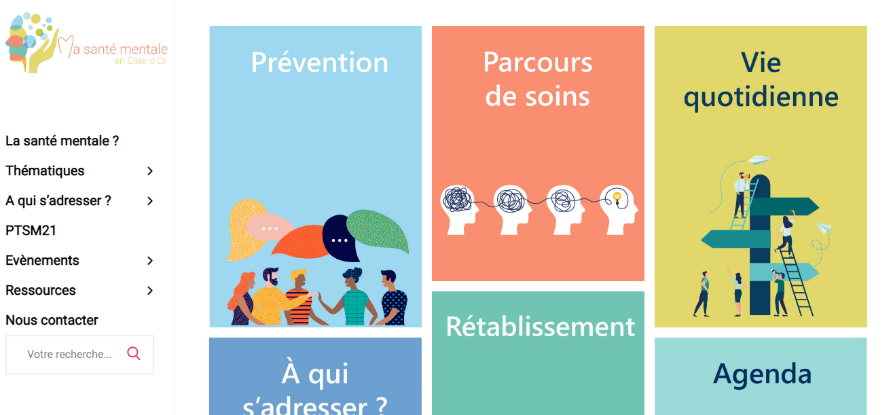 Ma santé mentale
en Côte d'Or
La santé mentale ?
Thématiques
A qui s'adresser ?
PTSM21
Evènements
Ressources
Nous contacter
Votre recherche...
Prévention
Parcours
de soins
Vie
quotidienne
Rétablissement
À qui
s'adresser ?
Agenda